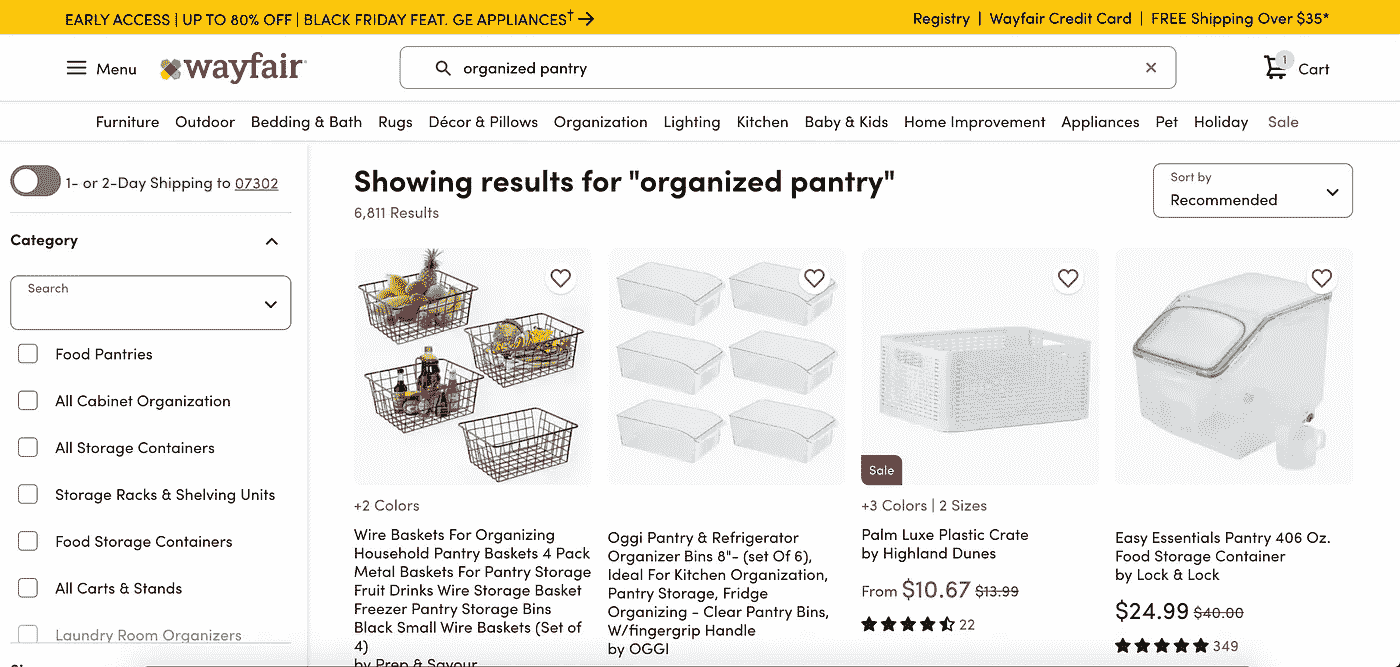 EARLY ACCESS | UP TO 80% OFF | BLACK FRIDAY FEAT. GE APPLIANCES†
Registry | Wayfair Credit Card | FREE Shipping Over $35*
Menu
wayfair
organized pantry
1
Cart
Furniture Outdoor Bedding & Bath Rugs Décor & Pillows Organization Lighting Kitchen Baby & Kids Home Improvement Appliances Pet Holiday Sale
1- or 2-Day Shipping to 07302
Category
Search
Food Pantries
All Cabinet Organization
All Storage Containers
Storage Racks & Shelving Units
Food Storage Containers
All Carts & Stands
Laundry Room Organizers
Showing results for "organized pantry"
6,811 Results
Sort by
Recommended
+2 Colors
Wire Baskets For Organizing
Household Pantry Baskets 4 Pack
Metal Baskets For Pantry Storage
Fruit Drinks Wire Storage Basket
Freezer Pantry Storage Bins
Black Small Wire Baskets (Set of
4)
by Prep & Savour
Oggi Pantry & Refrigerator
Organizer Bins 8"- (set Of 6),
Ideal For Kitchen Organization,
Pantry Storage, Fridge
Organizing - Clear Pantry Bins,
W/fingergrip Handle
by OGGI
Sale
+3 Colors | 2 Sizes
Palm Luxe Plastic Crate
by Highland Dunes
From $10.67 $13.99
22
Easy Essentials Pantry 406 Oz.
Food Storage Container
by Lock & Lock
$24.99 $40.00
349